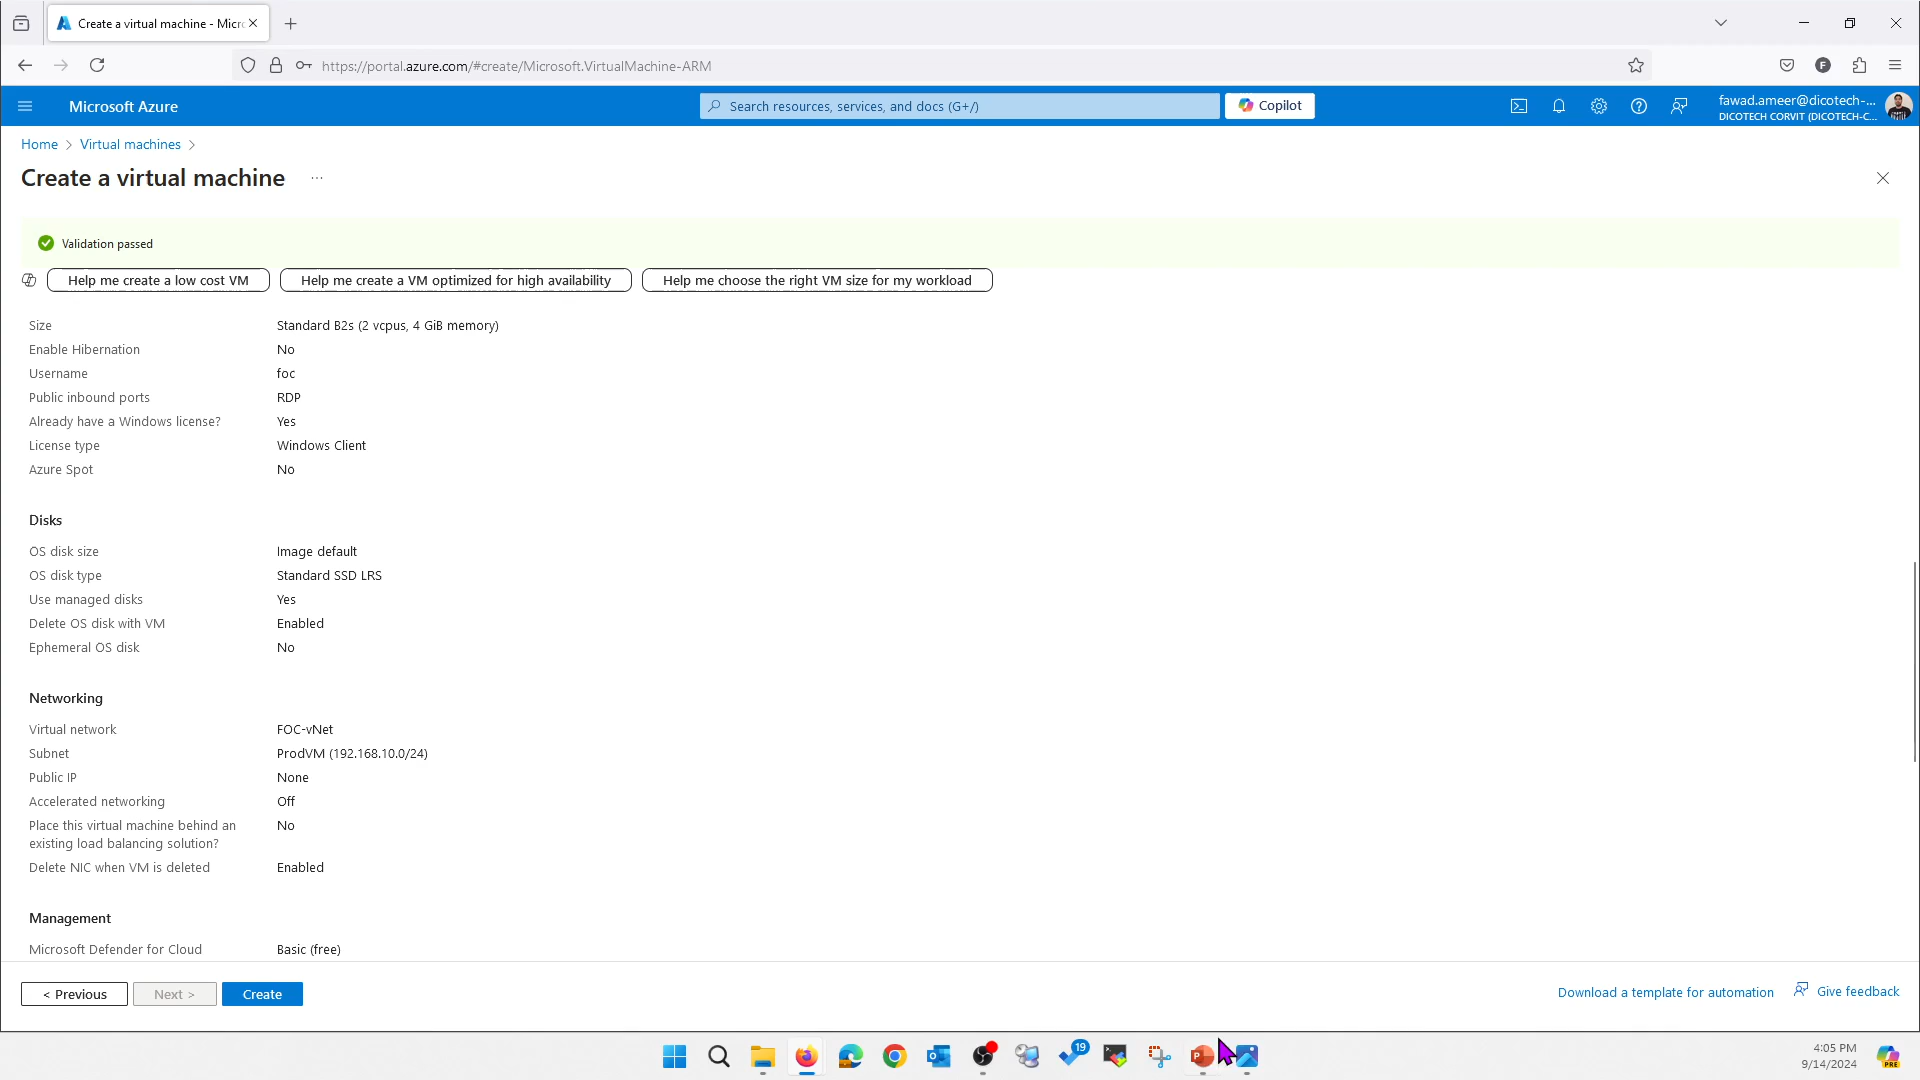 Create a virtual machine - Micr
https://portal.azure.com/#create/Microsoft.VirtualMachine-ARM
F
Microsoft Azure
Search resources, services, and docs (G+/)
Copilot
fawad.ameer@dicotech-...
DICOTECH CORVIT (DICOTECH-C...
Home > Virtual machines >
Create a virtual machine ...
Validation passed
Help me create a low cost VM
Help me create a VM optimized for high availability
Help me choose the right VM size for my workload
Size Standard B2s (2 vcpus, 4 GiB memory)
Enable Hibernation No
Username foc
Public inbound ports RDP
Already have a Windows license? Yes
License type Windows Client
Azure Spot No
Disks
OS disk size Image default
OS disk type Standard SSD LRS
Use managed disks Yes
Delete OS disk with VM Enabled
Ephemeral OS disk No
Networking
Virtual network FOC-vNet
Subnet ProdVM (192.168.10.0/24)
Public IP None
Accelerated networking Off
Place this virtual machine behind an No
existing load balancing solution?
Delete NIC when VM is deleted Enabled
Management
Microsoft Defender for Cloud Basic (free)
< Previous
Next >
Create
Download a template for automation
Give feedback
19
4:05 PM
9/14/2024
PRE